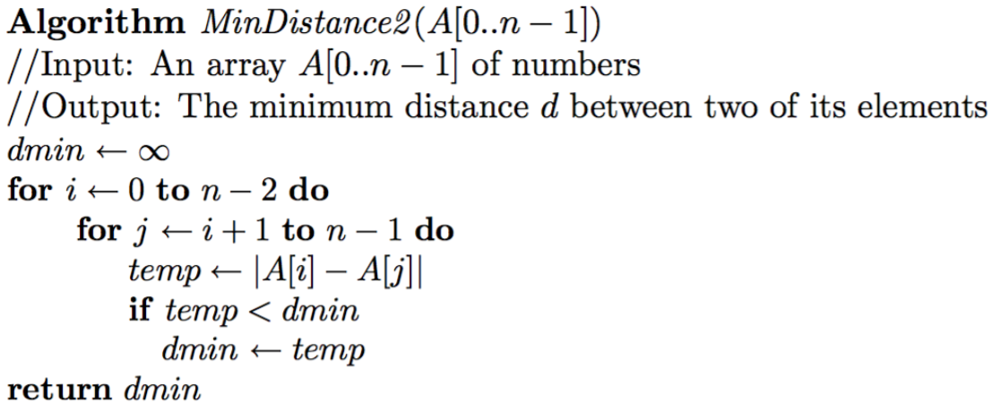 Algorithm MinDistance2(A[0..n − 1])
//Input: An array A[0..n − 1] of numbers
//Output: The minimum distance d between two of its elements
dmin ← ∞
for i ← 0 to n − 2 do
for j ← i + 1 to n − 1 do
temp ← |A[i] − A[j]|
if temp < dmin
dmin ← temp
return dmin